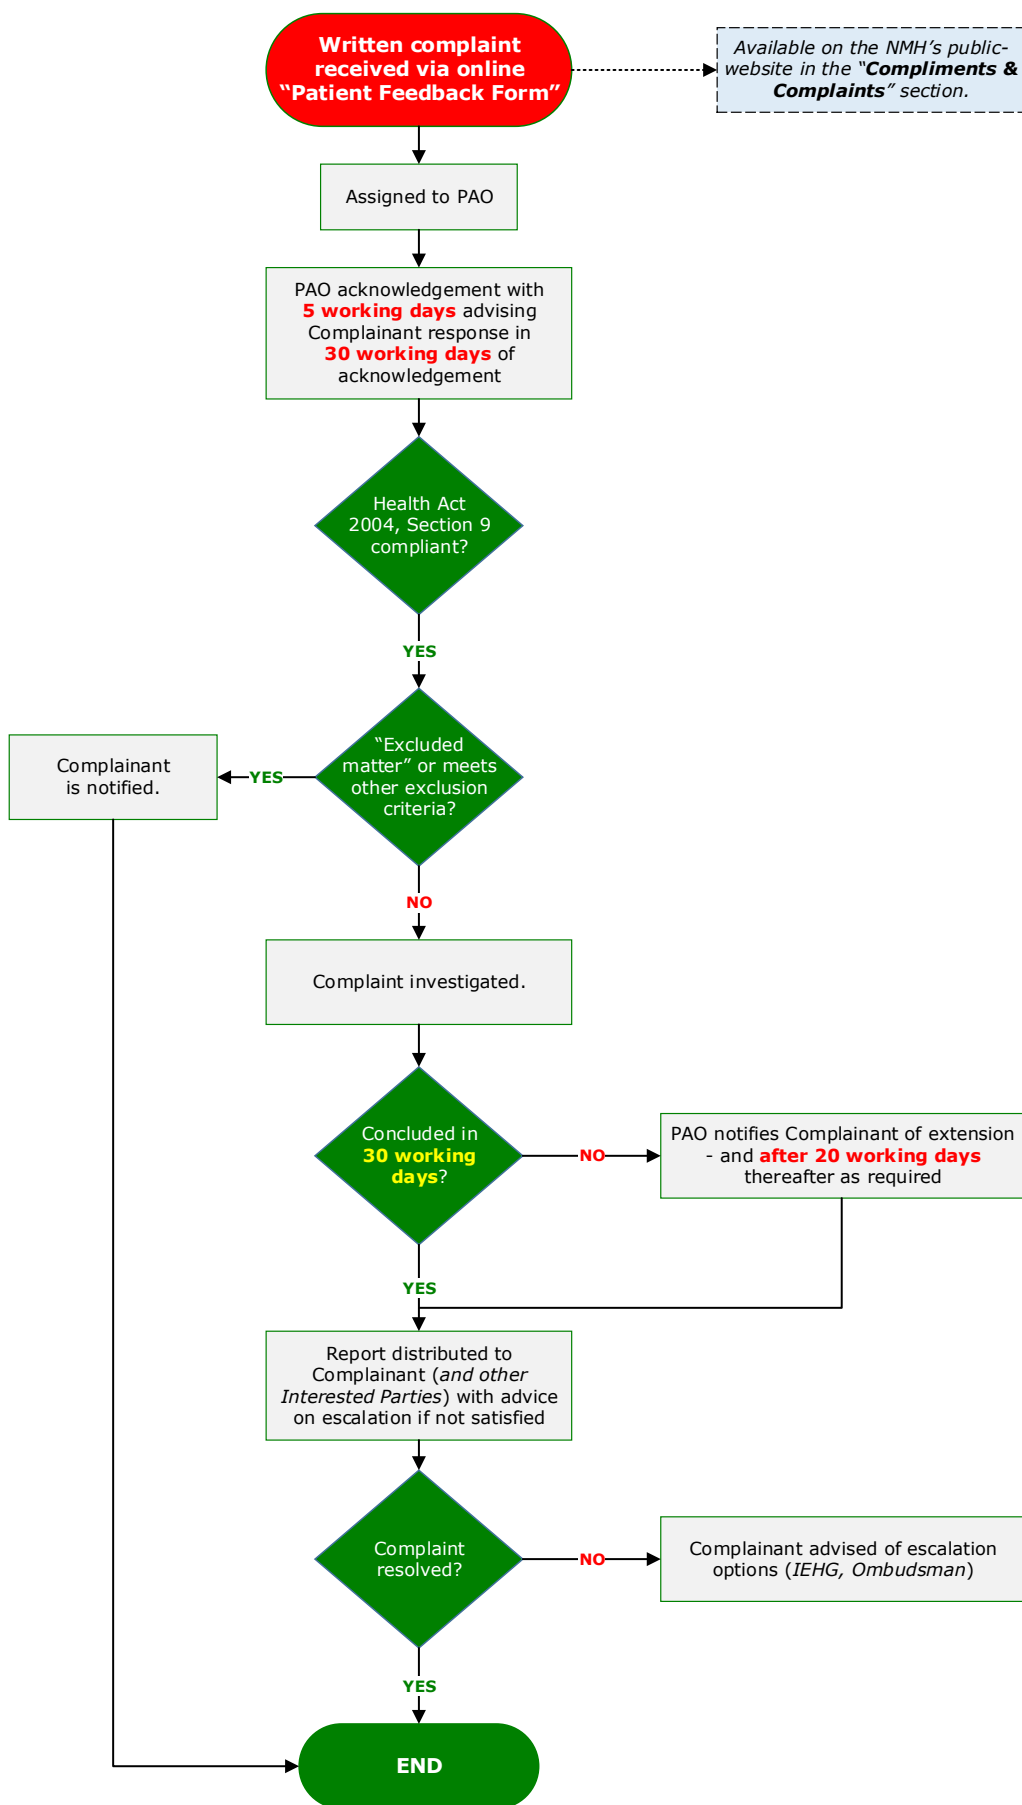 Written complaint
received via online
“Patient Feedback Form”
Available on the NMH’s public-
website in the “Compliments &
Complaints” section.
Assigned to PAO
PAO acknowledgement with
5 working days advising
Complainant response in
30 working days of
acknowledgement
Health Act
2004, Section 9
compliant?
YES
“Excluded
matter” or meets
other exclusion
criteria?
YES
Complainant
is notified.
NO
Complaint investigated.
Concluded in
30 working
days?
NO
PAO notifies Complainant of extension
- and after 20 working days
thereafter as required
YES
Report distributed to
Complainant (and other
Interested Parties) with advice
on escalation if not satisfied
Complaint
resolved?
NO
Complainant advised of escalation
options (IEHG, Ombudsman)
YES
END